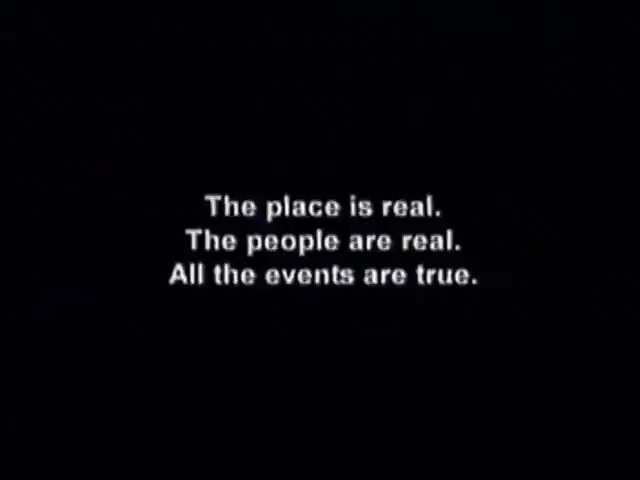 The place is real.
The people are real.
All the events are true.